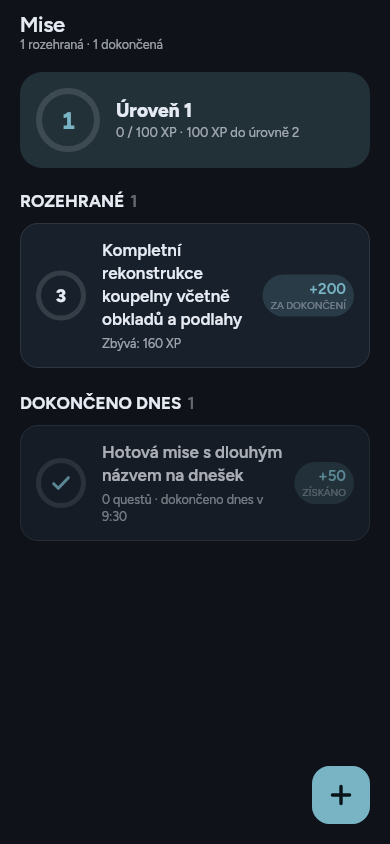 Mise
1 rozehraná · 1 dokončená
1
Úroveň 1
0 / 100 XP · 100 XP do úrovně 2
ROZEHRANÉ 1
3
Kompletní
rekonstrukce
koupelny včetně
obkladů a podlahy
Zbývá: 160 XP
+200
ZA DOKONČENÍ
DOKONČENO DNES 1
Hotová mise s dlouhým
názvem na dnešek
0 questů · dokončeno dnes v
9:30
+50
ZÍSKÁNO